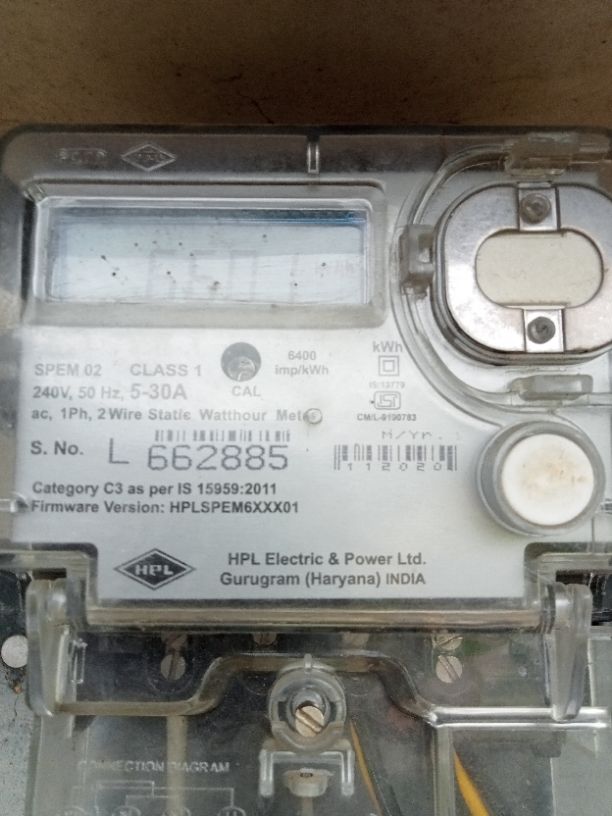 6400
imp/kWh
kWh
IS:13779
SPEM 02 CLASS 1
240V, 50 Hz, 5-30A
CAL
CM/L-9190783
ac, 1Ph, 2 Wire Static Watthour Meter
M/Yr.
S. No. L 662885
112020
Category C3 as per IS 15959:2011
Firmware Version: HPLSPEM6XXX01
HPL
HPL Electric & Power Ltd.
Gurugram (Haryana) INDIA
CONNECTION DIAGRAM